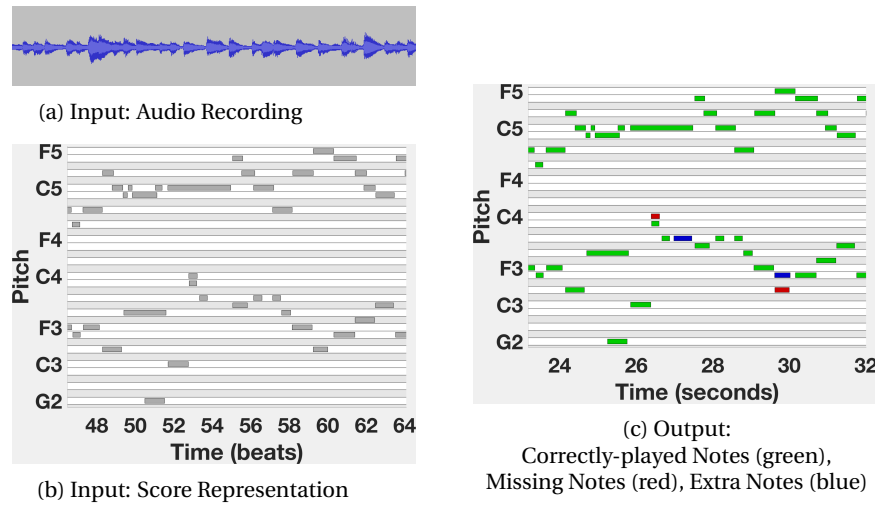 (a) Input: Audio Recording
F5
C5
F4
C4
F3
C3
G2
Pitch
48 50 52 54 56 58 60 62 64
Time (beats)
(b) Input: Score Representation
F5
C5
F4
C4
F3
C3
G2
Pitch
24 26 28 30 32
Time (seconds)
(c) Output:
Correctly-played Notes (green),
Missing Notes (red), Extra Notes (blue)